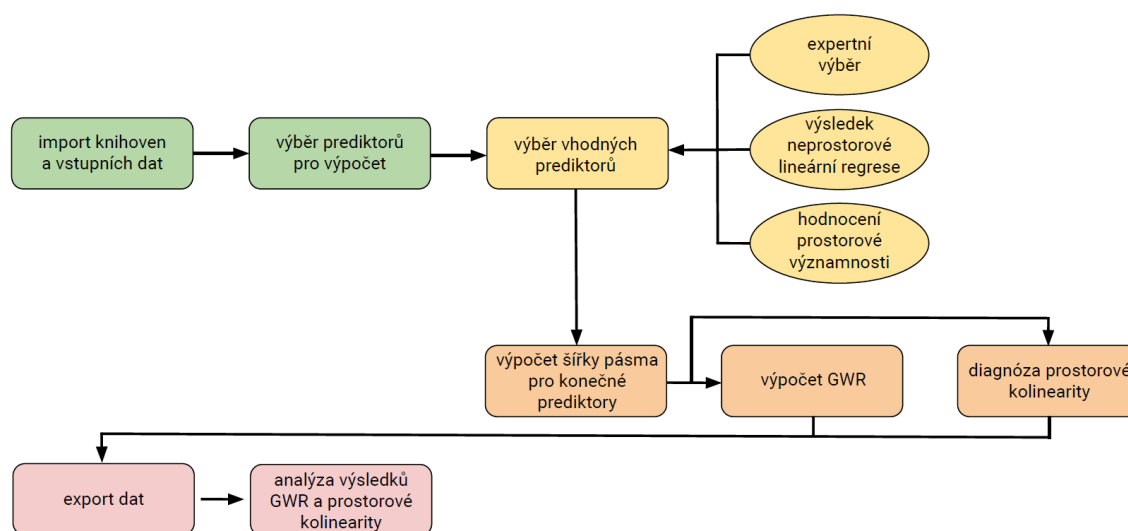 expertní
výběr
import knihoven
a vstupních dat
výběr prediktorů
pro výpočet
výběr vhodných
prediktorů
výsledek
neprostorové
lineární regrese
hodnocení
prostorové
významnosti
výpočet šířky pásma
pro konečné
prediktory
výpočet GWR
diagnóza prostorové
kolinearity
export dat
analýza výsledků
GWR a prostorové
kolinearity